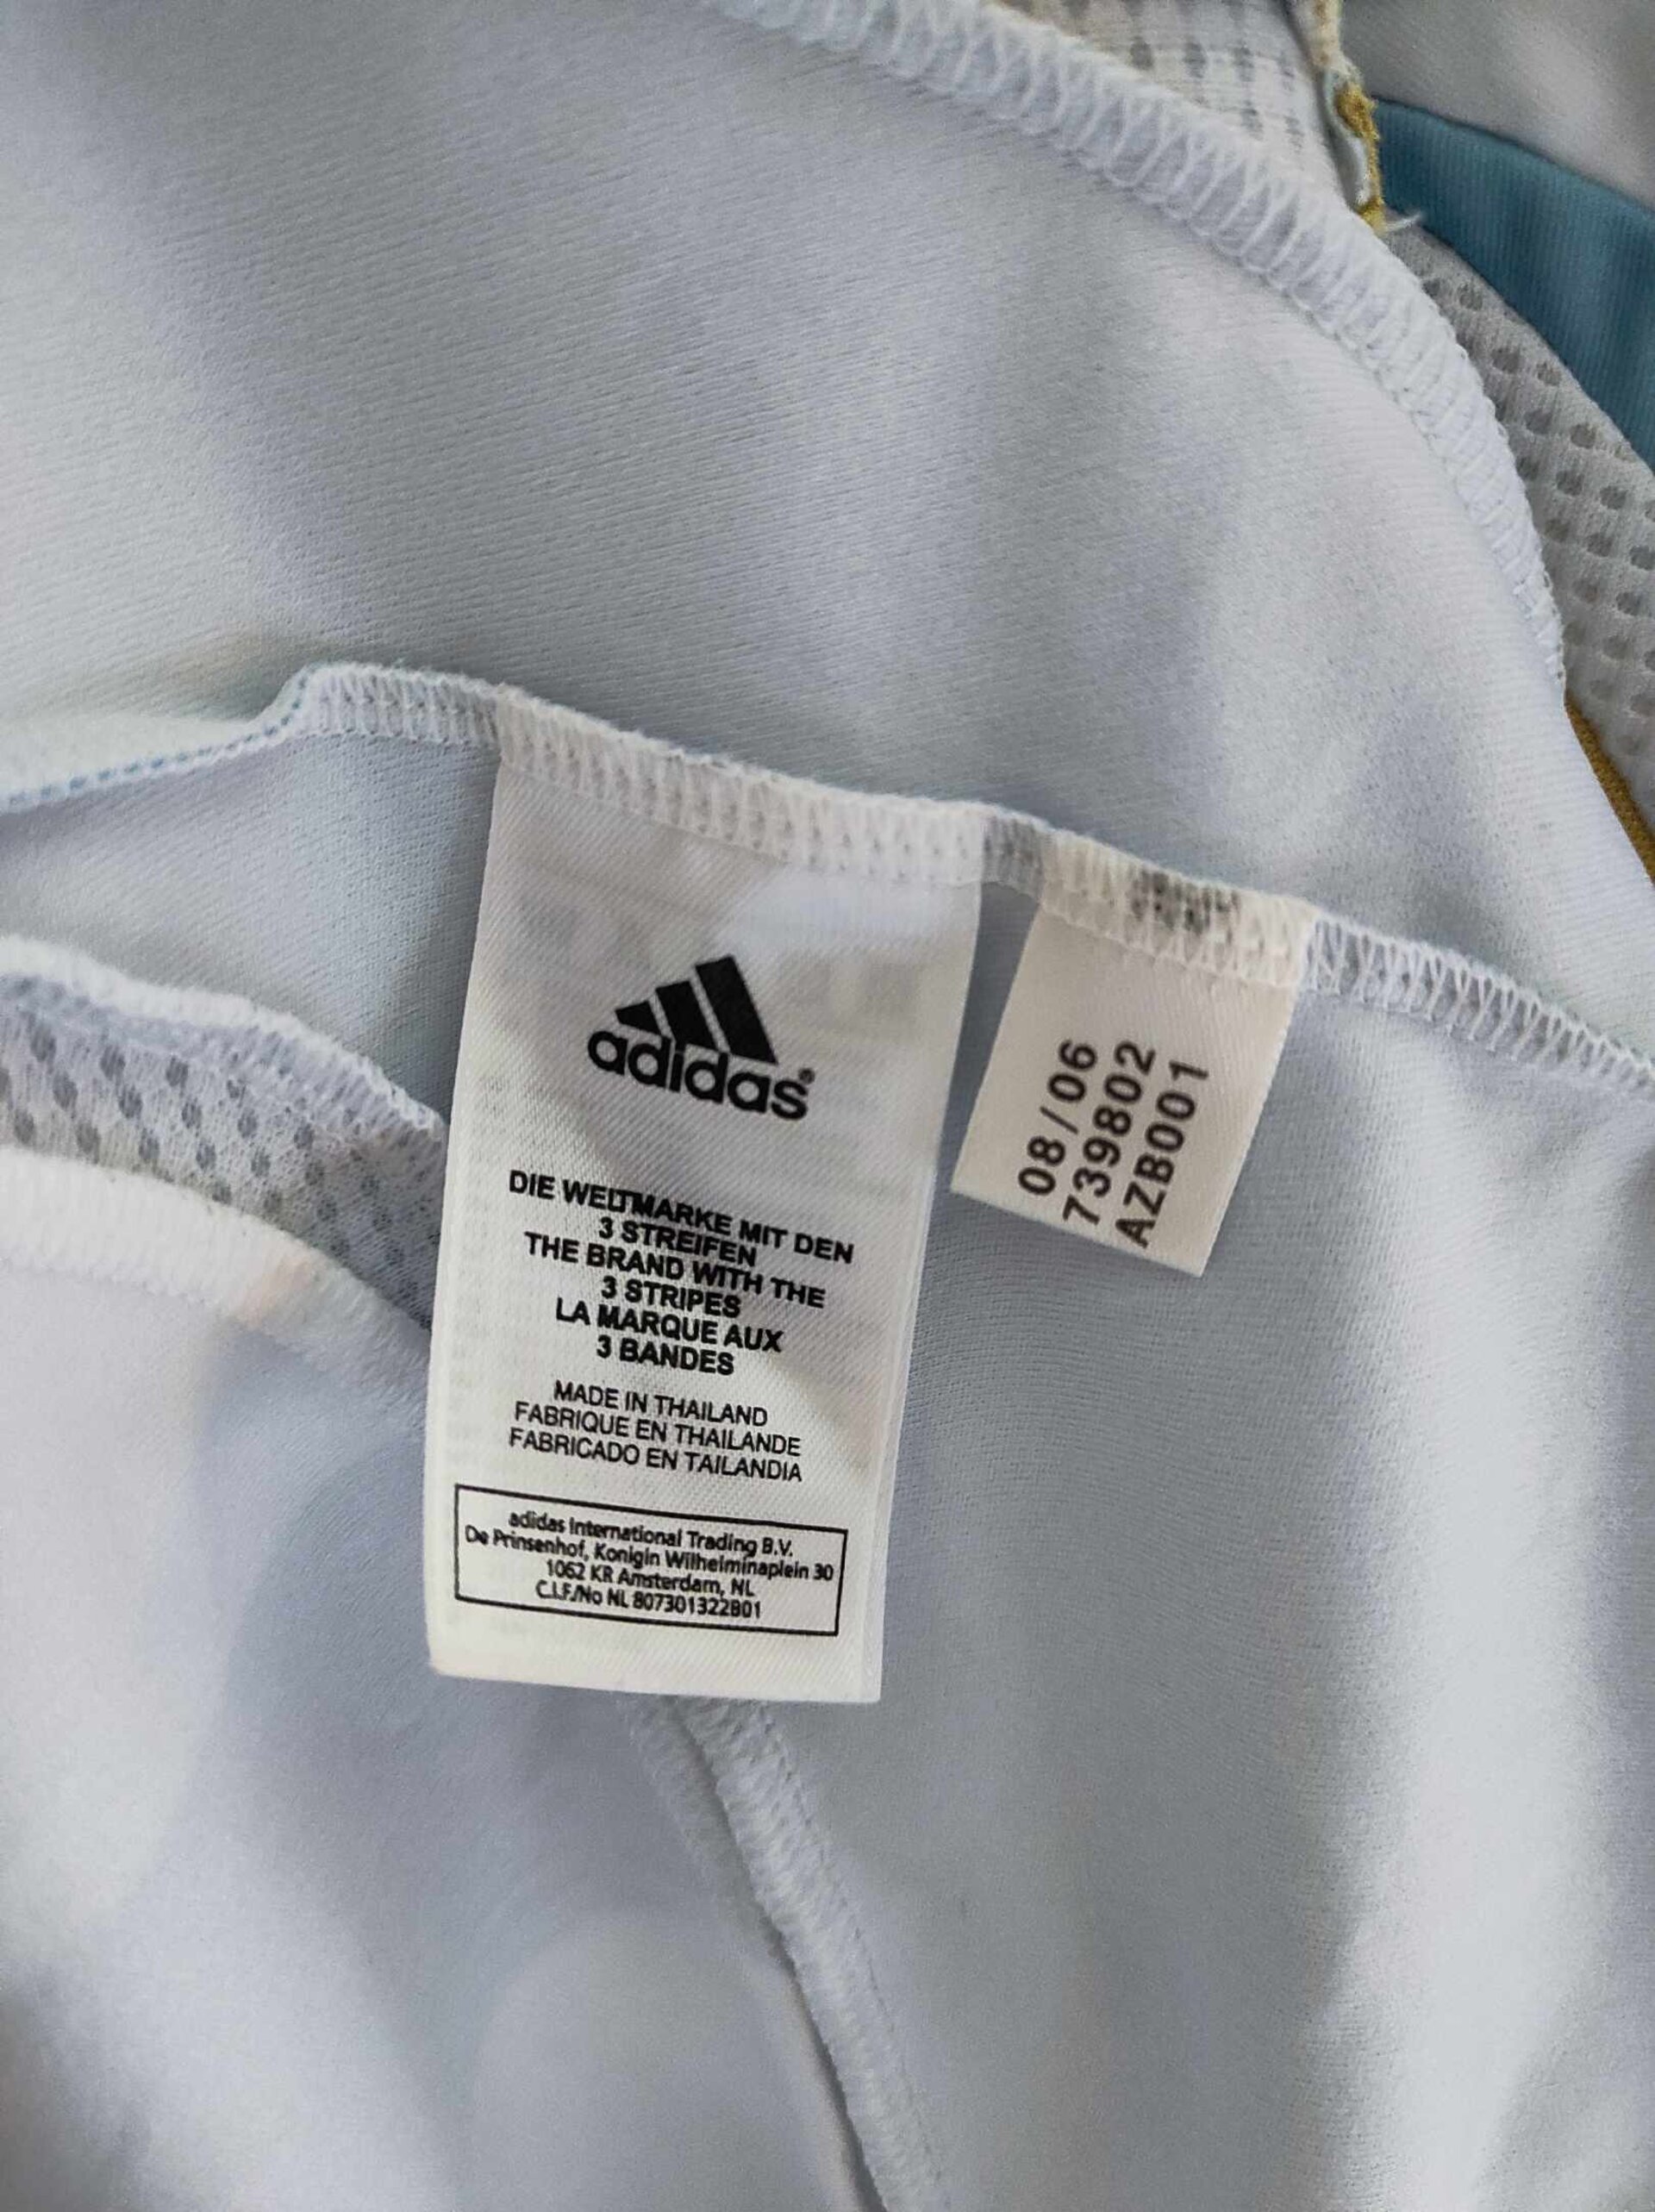 adidas®
DIE WELTMARKE MIT DEN
3 STREIFEN
THE BRAND WITH THE
3 STRIPES
LA MARQUE AUX
3 BANDES
MADE IN THAILAND
FABRIQUE EN THAILANDE
FABRICADO EN TAILANDIA
adidas International Trading B.V.
De Prinsenhof, Konigin Wilhelminaplein 30
1062 KR Amsterdam, NL
C.I.F./No NL 807301322B01
08/06
739802
AZB001